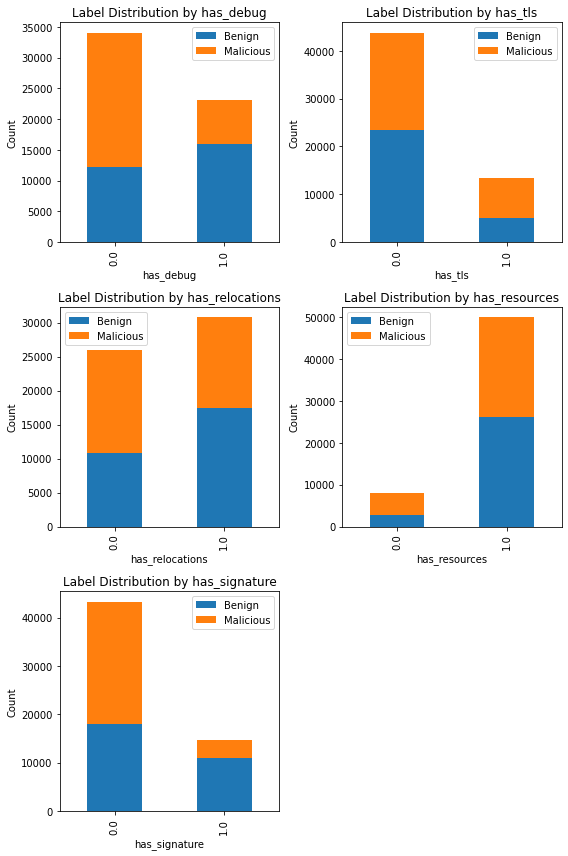 Label Distribution by has_debug
35000
30000
25000
20000
15000
10000
5000
0
Count
Benign
Malicious
0.0
1.0
has_debug
Label Distribution by has_tls
40000
30000
20000
10000
0
Count
Benign
Malicious
0.0
1.0
has_tls
Label Distribution by has_relocations
30000
25000
20000
15000
10000
5000
0
Count
Benign
Malicious
0.0
1.0
has_relocations
Label Distribution by has_resources
50000
40000
30000
20000
10000
0
Count
Benign
Malicious
0.0
1.0
has_resources
Label Distribution by has_signature
40000
30000
20000
10000
0
Count
Benign
Malicious
0.0
1.0
has_signature